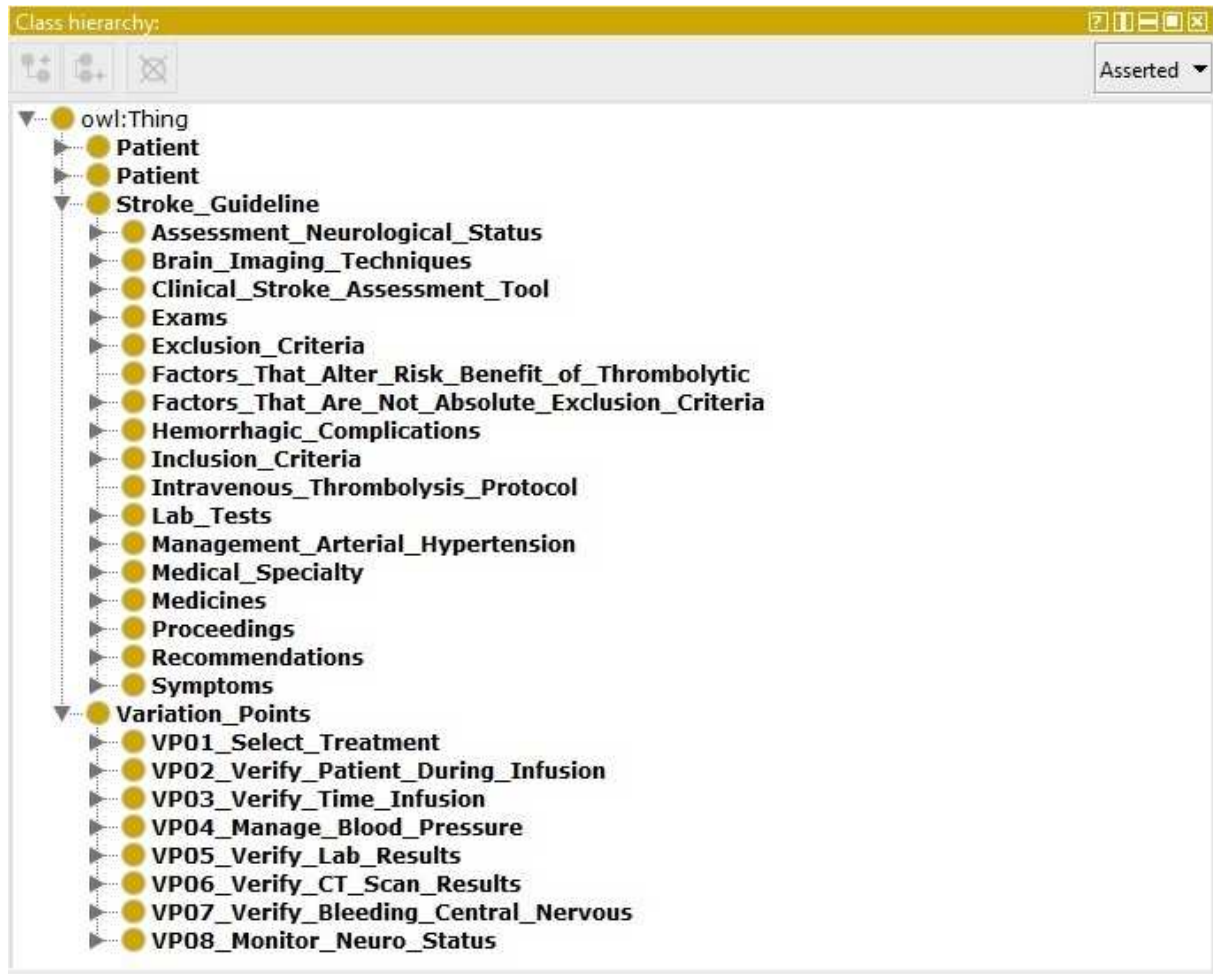 Class hierarchy:
Asserted
owl:Thing
Patient
Patient
Stroke_Guideline
Assessment_Neurological_Status
Brain_Imaging_Techniques
Clinical_Stroke_Assessment_Tool
Exams
Exclusion_Criteria
Factors_That_Alter_Risk_Benefit_of_Thrombolytic
Factors_That_Are_Not_Absolute_Exclusion_Criteria
Hemorrhagic_Complications
Inclusion_Criteria
Intravenous_Thrombolysis_Protocol
Lab_Tests
Management_Arterial_Hypertension
Medical_Specialty
Medicines
Proceedings
Recommendations
Symptoms
Variation_Points
VP01_Select_Treatment
VP02_Verify_Patient_During_Infusion
VP03_Verify_Time_Infusion
VP04_Manage_Blood_Pressure
VP05_Verify_Lab_Results
VP06_Verify_CT_Scan_Results
VP07_Verify_Bleeding_Central_Nervous
VP08_Monitor_Neuro_Status